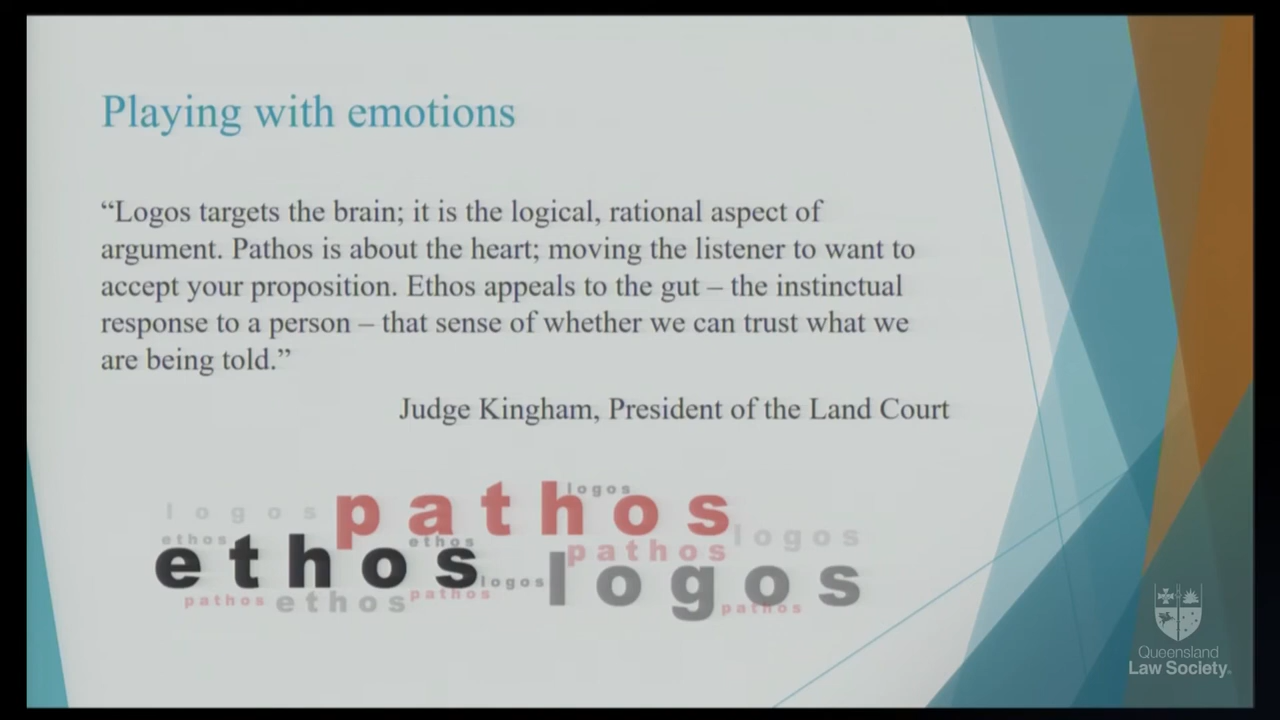 Playing with emotions
“Logos targets the brain; it is the logical, rational aspect of
argument. Pathos is about the heart; moving the listener to want to
accept your proposition. Ethos appeals to the gut – the instinctual
response to a person – that sense of whether we can trust what we
are being told.”
Judge Kingham, President of the Land Court
logos
logos
pathos
ethos
ethos
logos
ethos
pathos
logos
logos
pathos
ethos
pathos
pathos
Queensland
Law Society